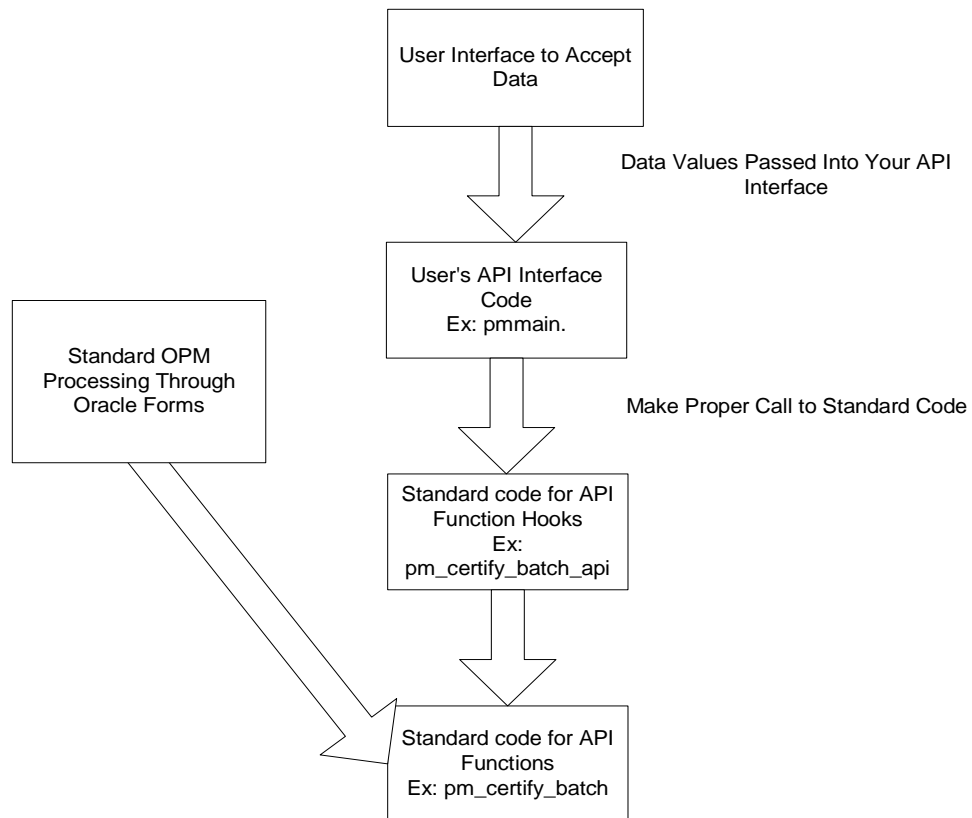 User Interface to Accept
Data
Data Values Passed Into Your API
Interface
User's API Interface
Code
Ex: pmmain.
Standard OPM
Processing Through
Oracle Forms
Make Proper Call to Standard Code
Standard code for API
Function Hooks
Ex:
pm_certify_batch_api
Standard code for API
Functions
Ex: pm_certify_batch